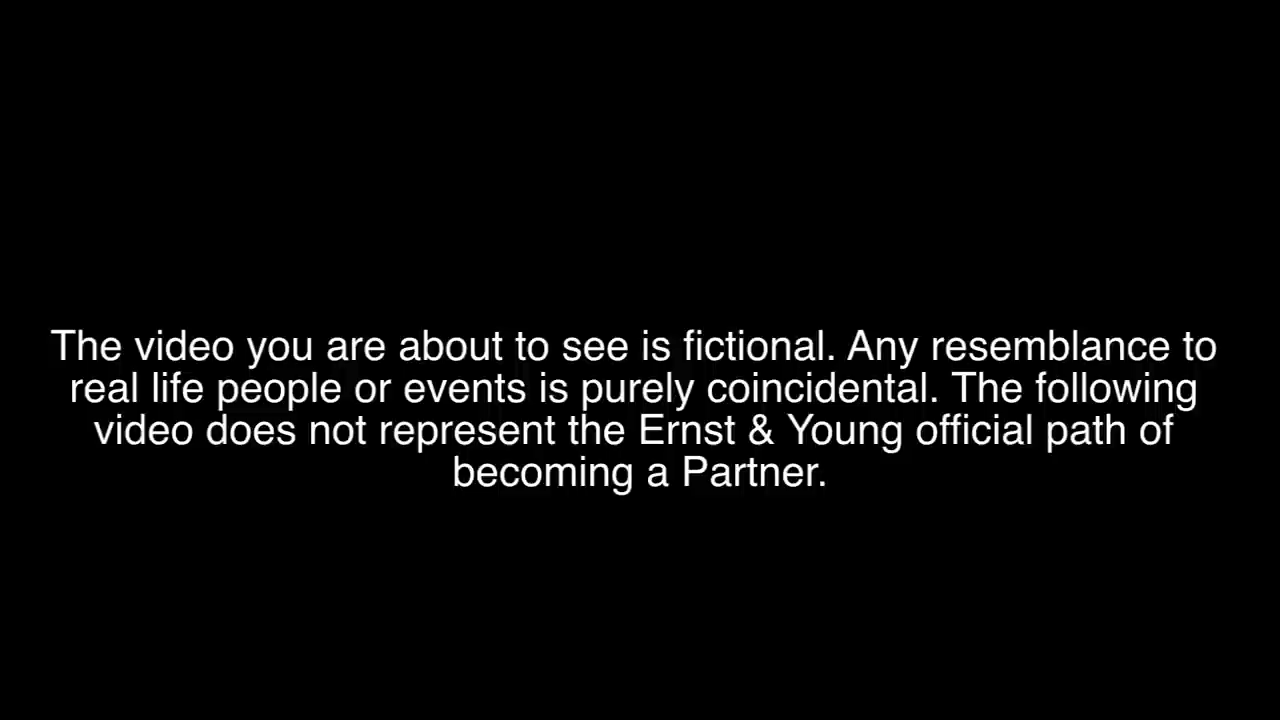 The video you are about to see is fictional. Any resemblance to
real life people or events is purely coincidental. The following
video does not represent the Ernst & Young official path of
becoming a Partner.